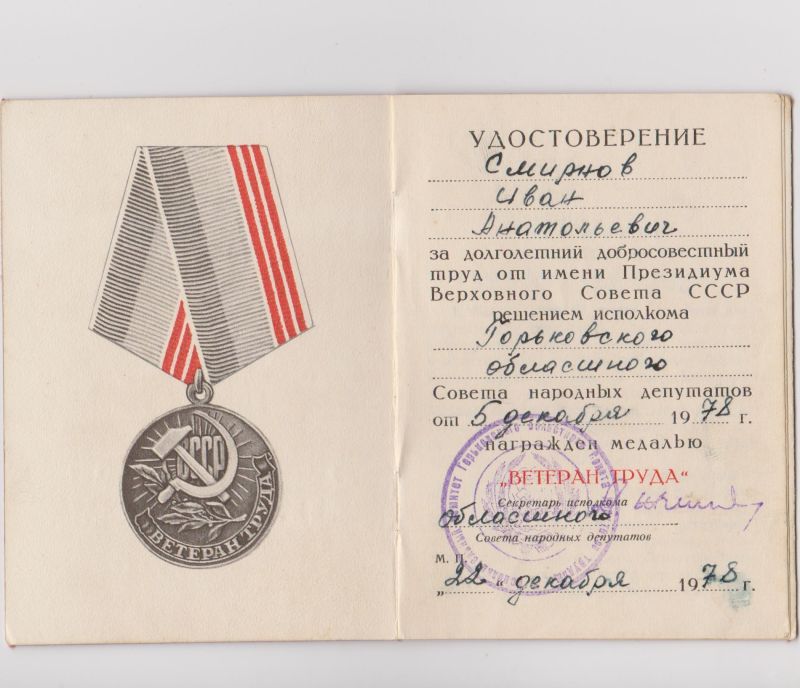 СССР
ВЕТЕРАН ТРУДА
УДОСТОВЕРЕНИЕ
Смирнов
Иван
Анатольевич
за долголетний добросовестный
труд от имени Президиума
Верховного Совета СССР
решением исполкома
Горьковского
областного
Совета народных депутатов
от 5 декабря 1978 г.
награжден медалью
„ВЕТЕРАН ТРУДА“
Секретарь исполкома
областного
Совета народных депутатов
М. П.
„22“ декабря 1978 г.